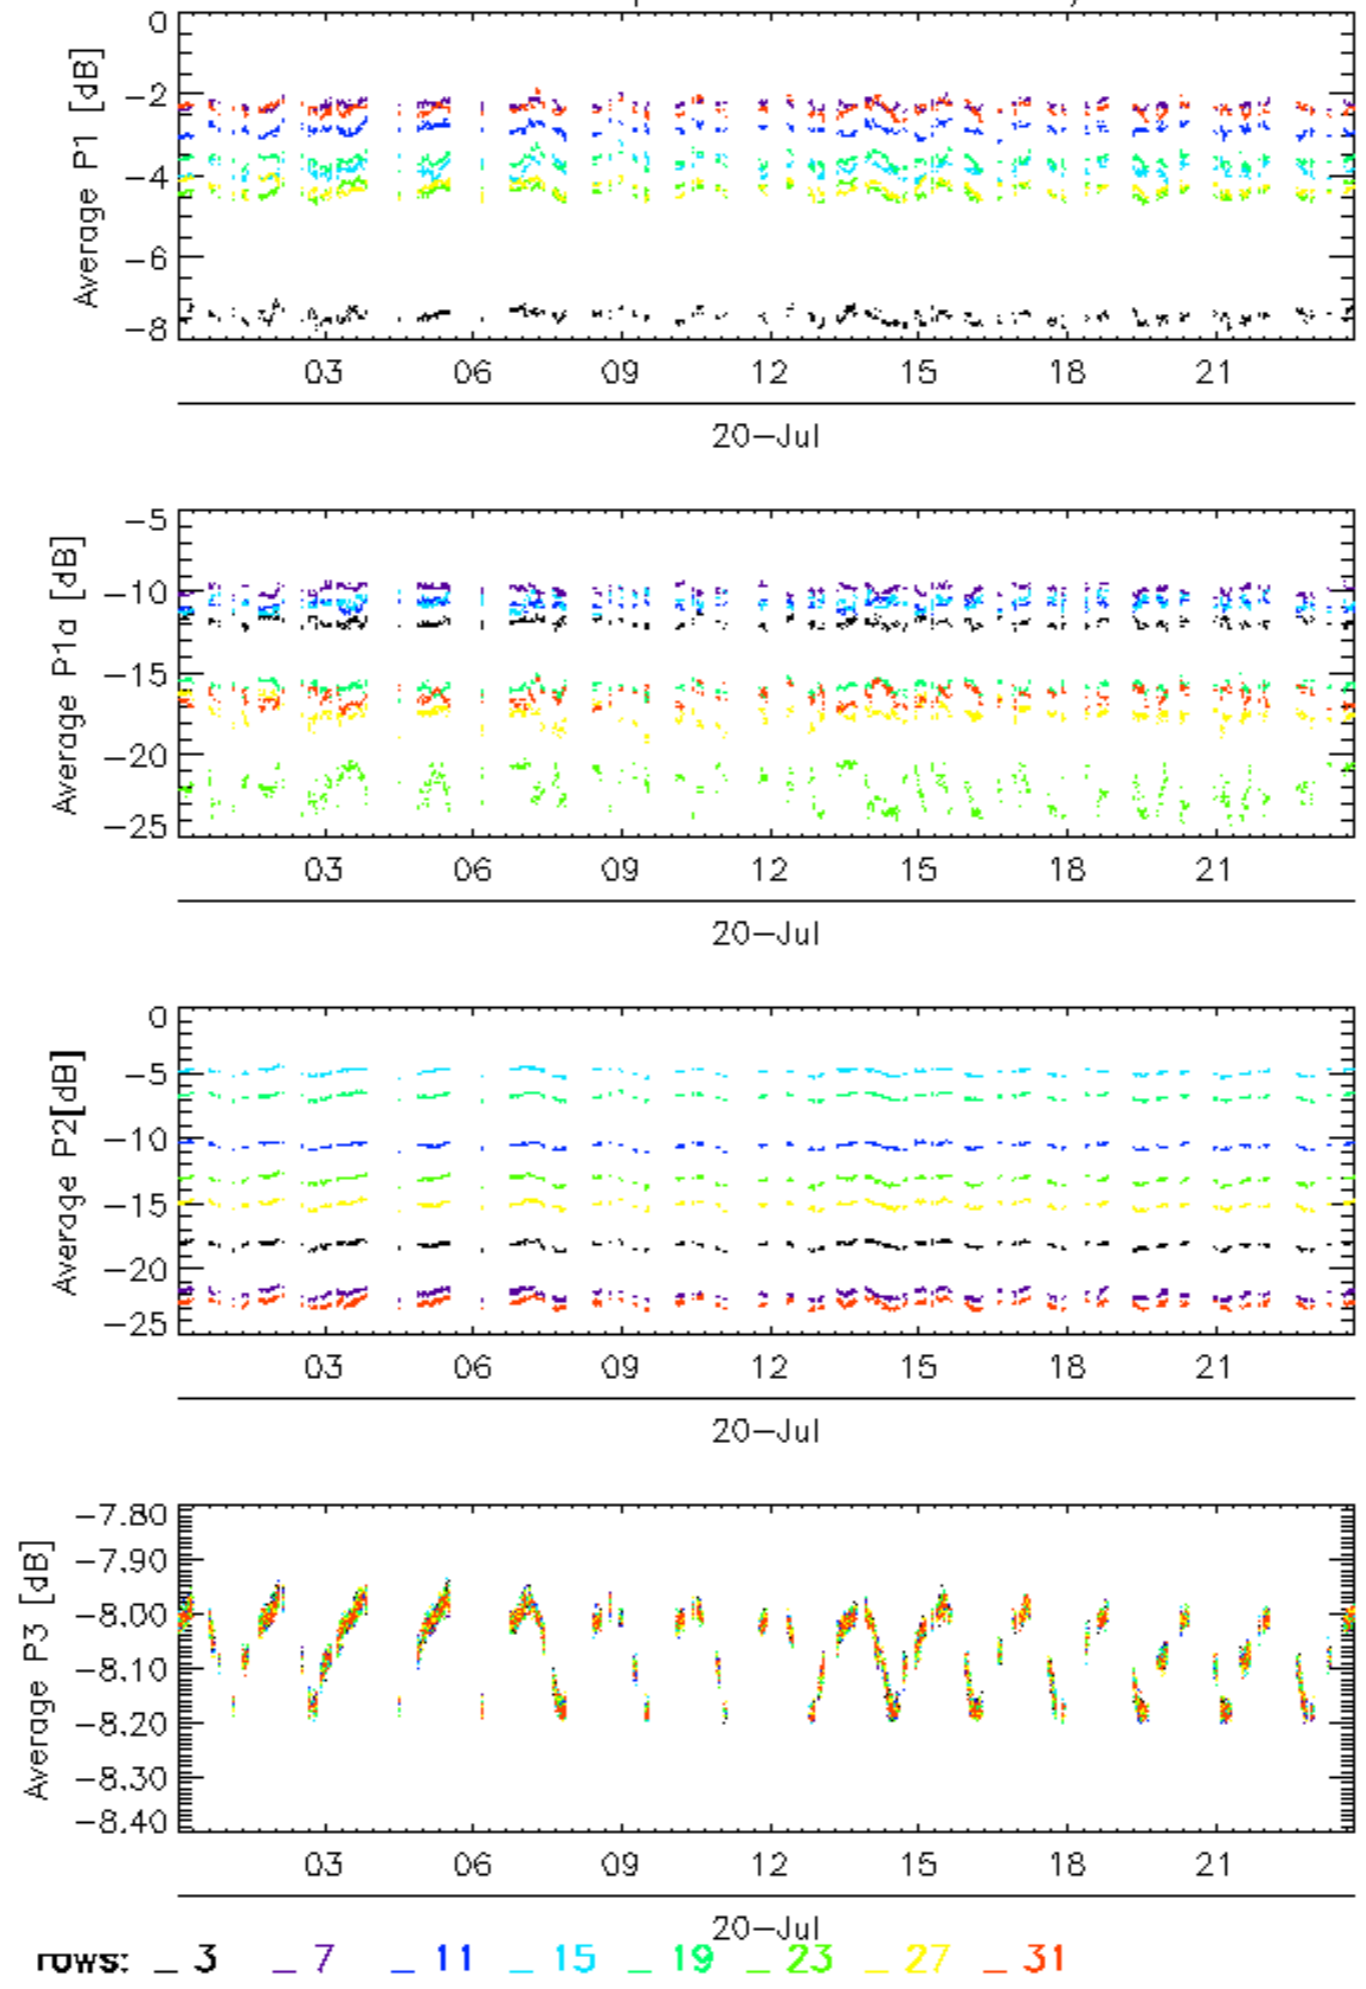 Average P1 [dB]
0
−2
−4
−6
−8
03 06 09 12 15 18 21
20−Jul
Average P1a [dB]
−5
−10
−15
−20
−25
03 06 09 12 15 18 21
20−Jul
Average P2[dB]
0
−5
−10
−15
−20
−25
03 06 09 12 15 18 21
20−Jul
Average P3 [dB]
−7.80
−7.90
−8.00
−8.10
−8.20
−8.30
−8.40
03 06 09 12 15 18 21
20−Jul
rows: _ 3 _ 7 _ 11 _ 15 _ 19 _ 23 _ 27 _ 31